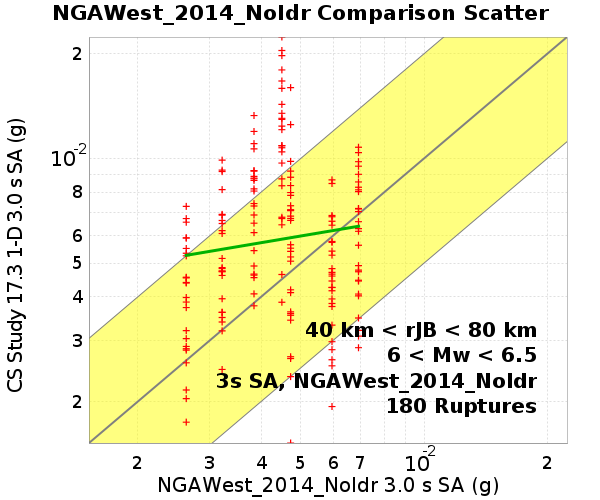 NGAWest_2014_NoIdr Comparison Scatter
CS Study 17.3 1-D 3.0 s SA (g)
2
10-2
8
6
5
4
3
2
40 km < rJB < 80 km
6 < Mw < 6.5
3s SA, NGAWest_2014_NoIdr
180 Ruptures
2 3 4 5 6 7 10-2 2
NGAWest_2014_NoIdr 3.0 s SA (g)